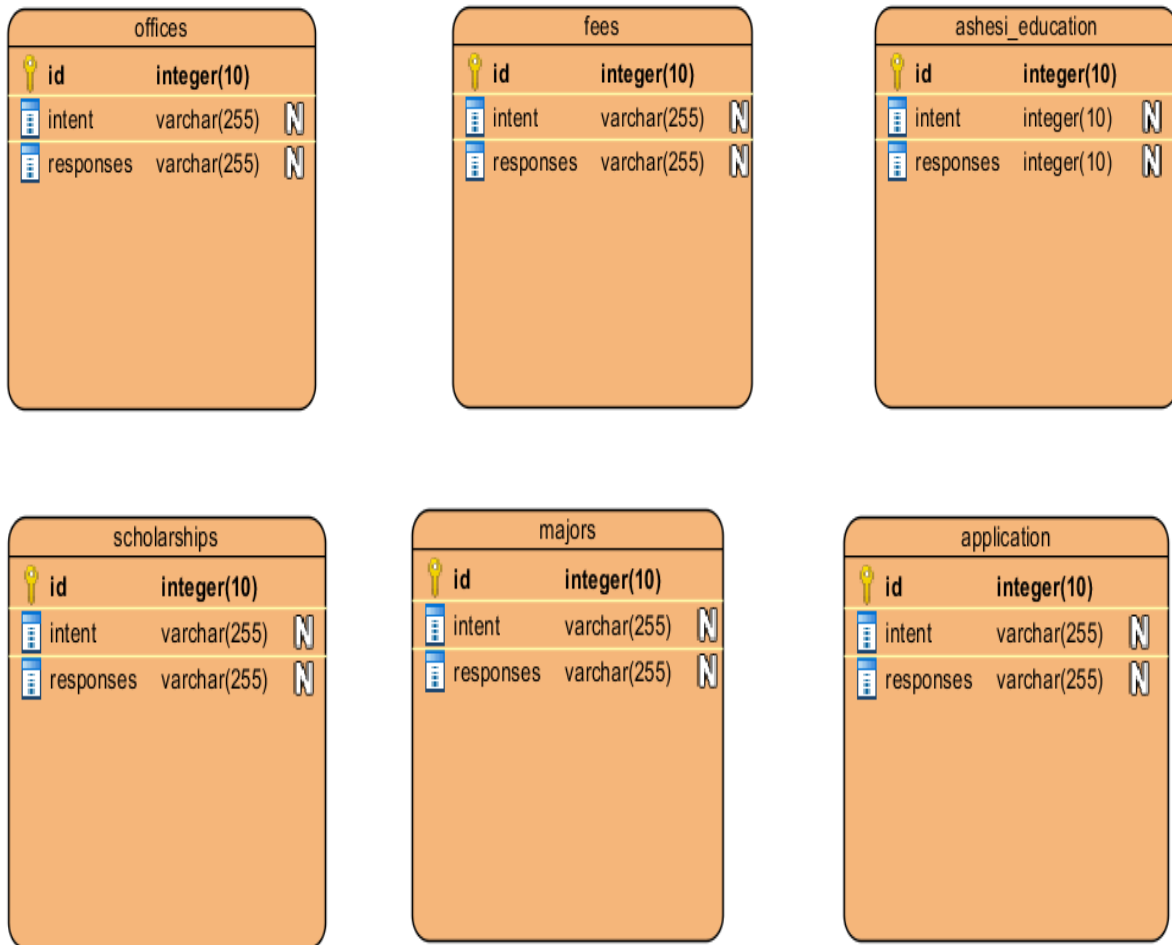 offices
id integer(10)
intent varchar(255) N
responses varchar(255) N
fees
id integer(10)
intent varchar(255) N
responses varchar(255) N
ashesi_education
id integer(10)
intent integer(10) N
responses integer(10) N
scholarships
id integer(10)
intent varchar(255) N
responses varchar(255) N
majors
id integer(10)
intent varchar(255) N
responses varchar(255) N
application
id integer(10)
intent varchar(255) N
responses varchar(255) N